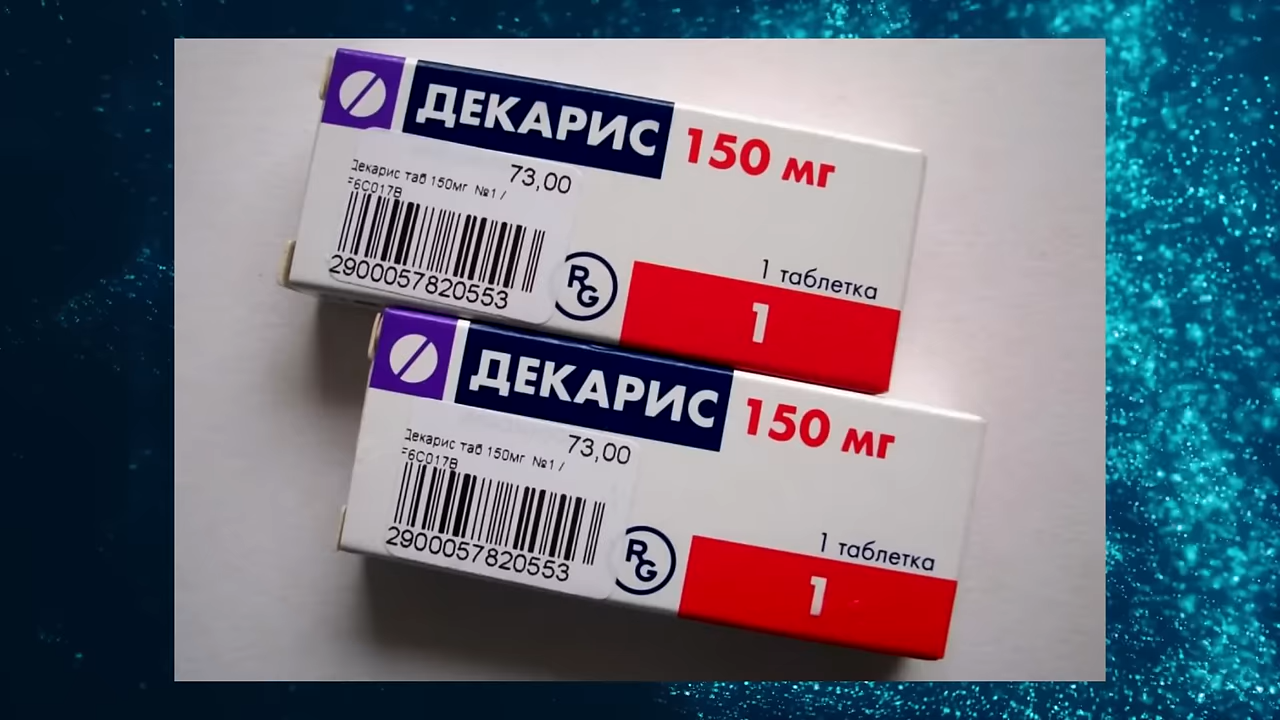 ДЕКАРИС 150 мг
73,00
Декарис таб 150мг №1 /
F6C017B
2900057820553
RG
1 таблетка
1
ДЕКАРИС 150 мг
73,00
Декарис таб 150мг №1 /
F6C017B
2900057820553
RG
1 таблетка
1